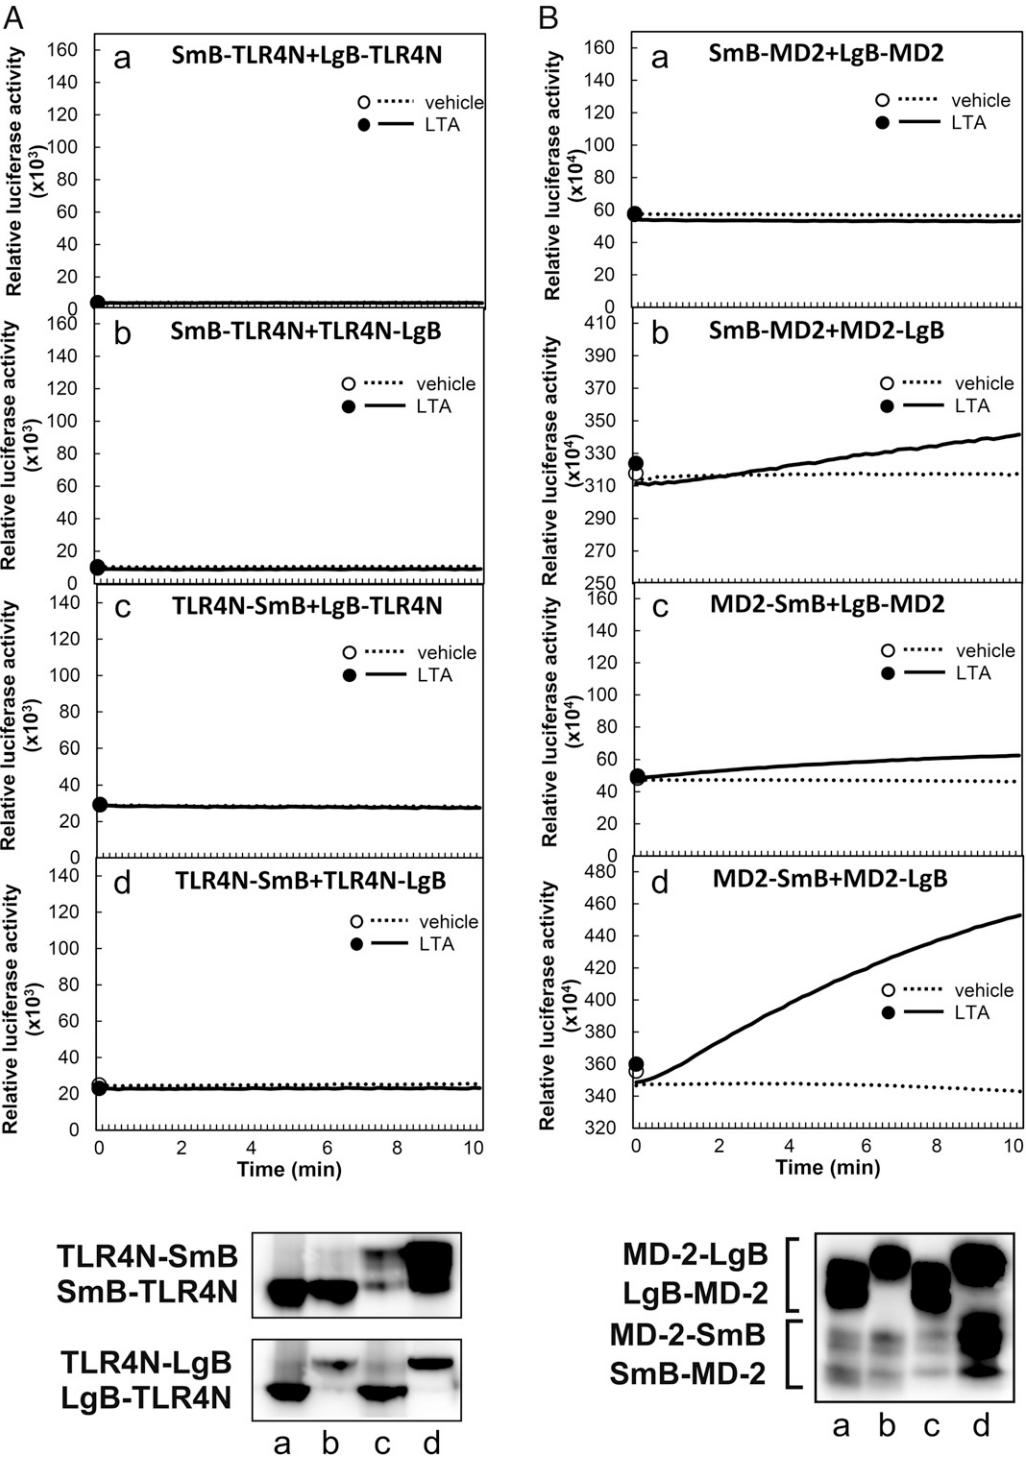 A
Relative luciferase activity
(x10³)
160
140
120
100
80
60
40
20
0
a
SmB-TLR4N+LgB-TLR4N
vehicle
LTA
Relative luciferase activity
(x10³)
160
140
120
100
80
60
40
20
0
b
SmB-TLR4N+TLR4N-LgB
vehicle
LTA
Relative luciferase activity
(x10³)
140
120
100
80
60
40
20
0
c
TLR4N-SmB+LgB-TLR4N
vehicle
LTA
Relative luciferase activity
(x10³)
140
120
100
80
60
40
20
0
d
TLR4N-SmB+TLR4N-LgB
vehicle
LTA
0 2 4 6 8 10
Time (min)
TLR4N-SmB
SmB-TLR4N
TLR4N-LgB
LgB-TLR4N
a b c d
B
Relative luciferase activity
(x10⁴)
160
140
120
100
80
60
40
20
0
a
SmB-MD2+LgB-MD2
vehicle
LTA
Relative luciferase activity
(x10⁴)
410
390
370
350
330
310
290
270
250
b
SmB-MD2+MD2-LgB
vehicle
LTA
Relative luciferase activity
(x10⁴)
160
140
120
100
80
60
40
20
0
c
MD2-SmB+LgB-MD2
vehicle
LTA
Relative luciferase activity
(x10⁴)
480
460
440
420
400
380
360
340
320
d
MD2-SmB+MD2-LgB
vehicle
LTA
0 2 4 6 8 10
Time (min)
MD-2-LgB
LgB-MD-2
MD-2-SmB
SmB-MD-2
a b c d